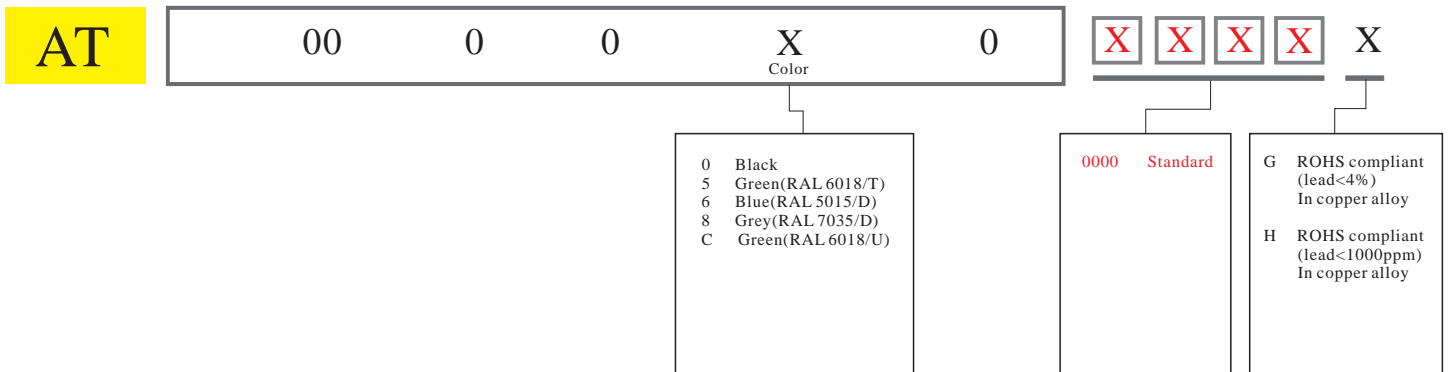 AT 00 0 0 X 0 X X X X X
Color
0 Black
5 Green(RAL 6018/T)
6 Blue(RAL 5015/D)
8 Grey(RAL 7035/D)
C Green(RAL 6018/U)
0000 Standard
G ROHS compliant
(lead<4%)
In copper alloy
H ROHS compliant
(lead<1000ppm)
In copper alloy